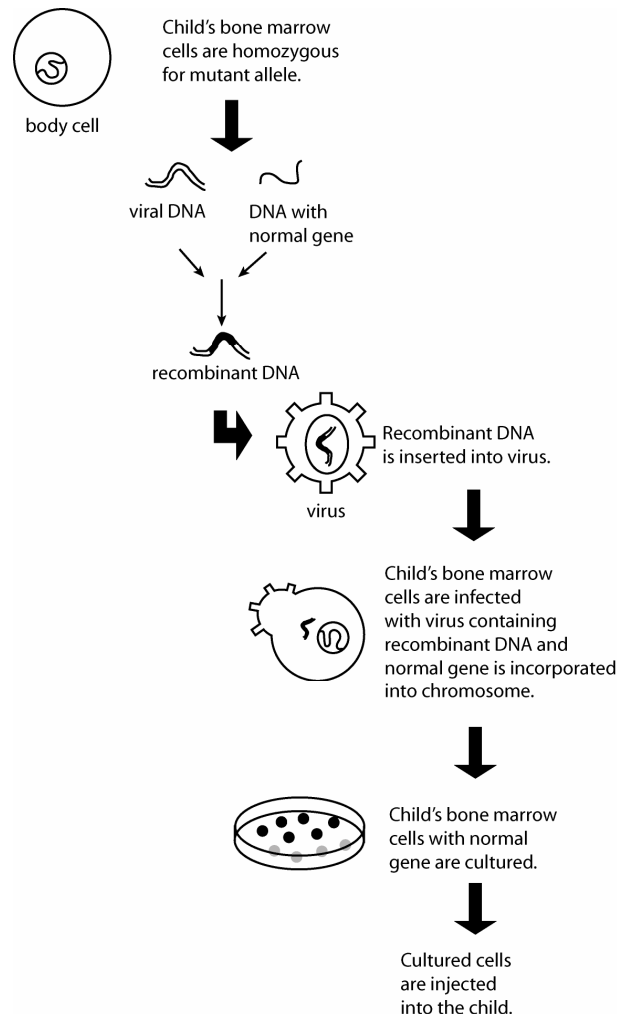 Child’s bone marrow
cells are homozygous
for mutant allele.
body cell
viral DNA
DNA with
normal gene
recombinant DNA
Recombinant DNA
is inserted into virus.
virus
Child’s bone marrow
cells are infected
with virus containing
recombinant DNA and
normal gene is incorporated
into chromosome.
Child’s bone marrow
cells with normal
gene are cultured.
Cultured cells
are injected
into the child.